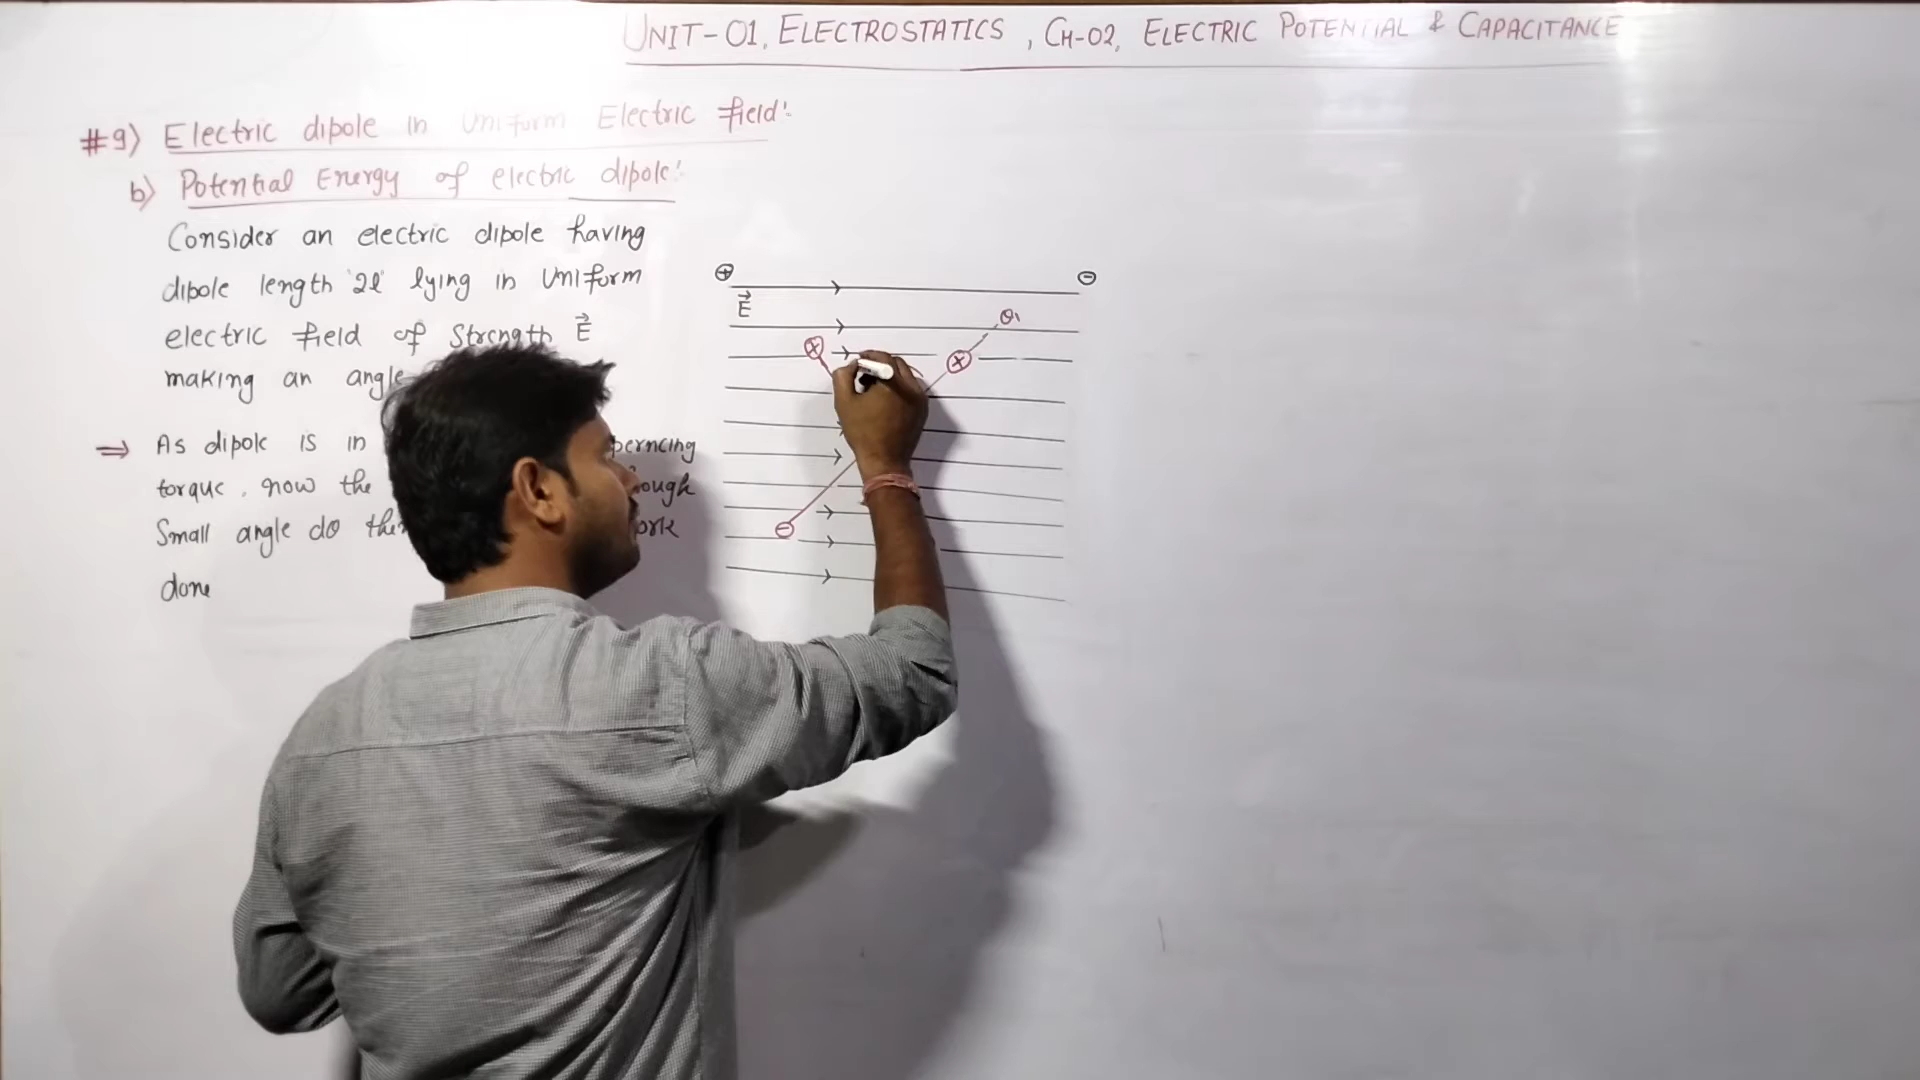 UNIT-01, ELECTROSTATICS , CH-02, ELECTRIC POTENTIAL & CAPACITANCE
#9) Electric dipole in Uniform Electric field:
b) Potential Energy of electric dipole:
Consider an electric dipole having
dipole length '2l' lying in Uniform
electric field of Strength E⃗
making an angle
⇒ As dipole is in
torque, now the
Small angle dθ
done
⊕ ⊖
E⃗
θ₁
⊕ ⊕
⊖